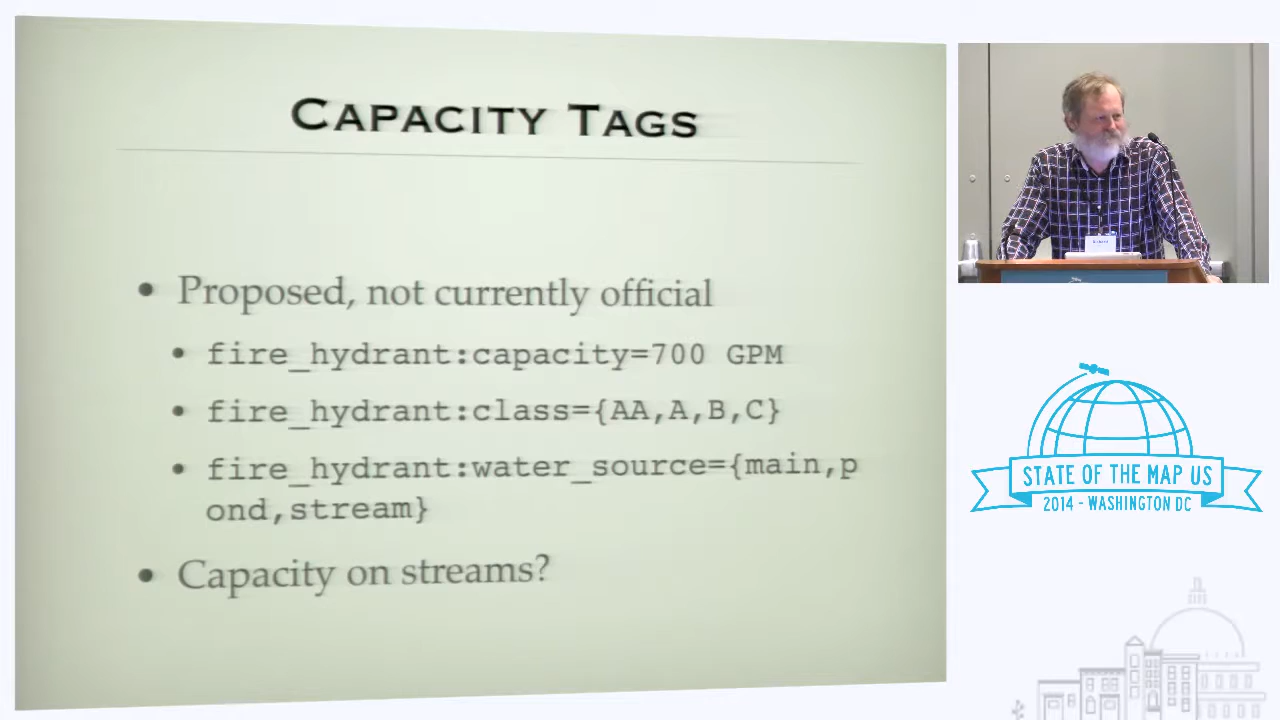 CAPACITY TAGS
• Proposed, not currently official
• fire_hydrant:capacity=700 GPM
• fire_hydrant:class={AA,A,B,C}
• fire_hydrant:water_source={main,p
ond,stream}
• Capacity on streams?
STATE OF THE MAP US
2014 - WASHINGTON DC